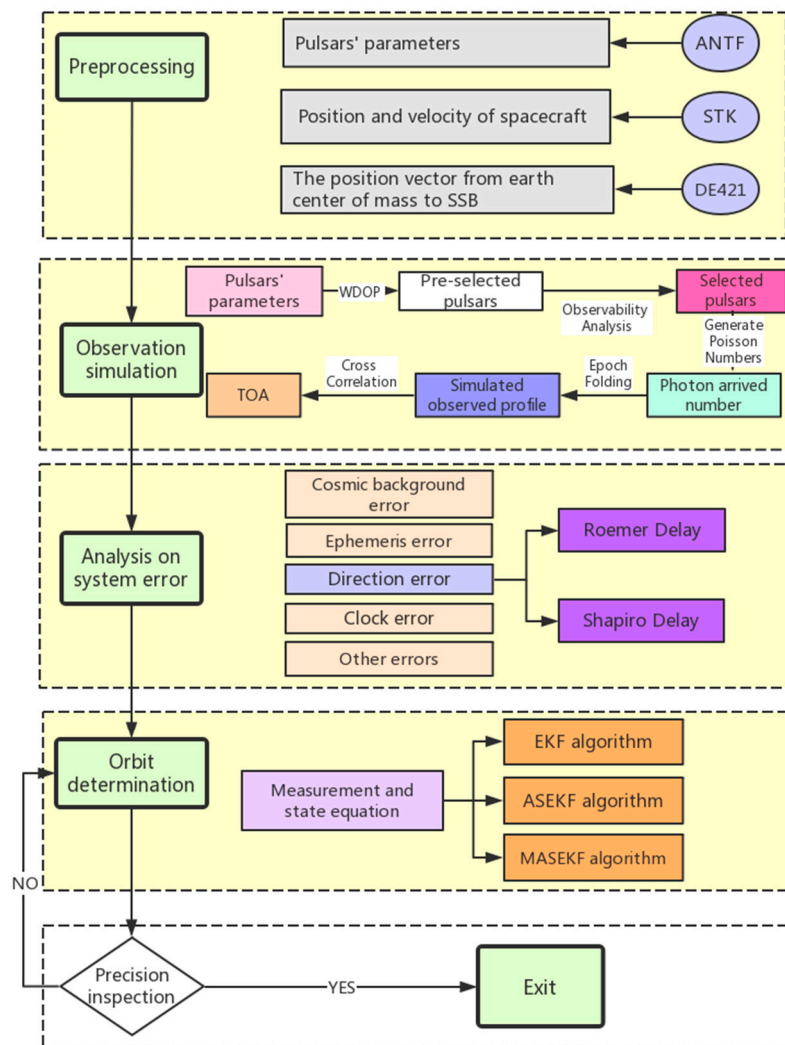 Preprocessing
Pulsars' parameters
ANTF
Position and velocity of spacecraft
STK
The position vector from earth
center of mass to SSB
DE421
Observation
simulation
Pulsars'
parameters
WDOP
Pre-selected
pulsars
Observability
Analysis
Selected
pulsars
Generate
Poisson
Numbers
Photon arrived
number
Epoch
Folding
Simulated
observed profile
Cross
Correlation
TOA
Analysis on
system error
Cosmic background
error
Ephemeris error
Direction error
Clock error
Other errors
Roemer Delay
Shapiro Delay
Orbit
determination
Measurement and
state equation
EKF algorithm
ASEKF algorithm
MASEKF algorithm
NO
Precision
inspection
YES
Exit